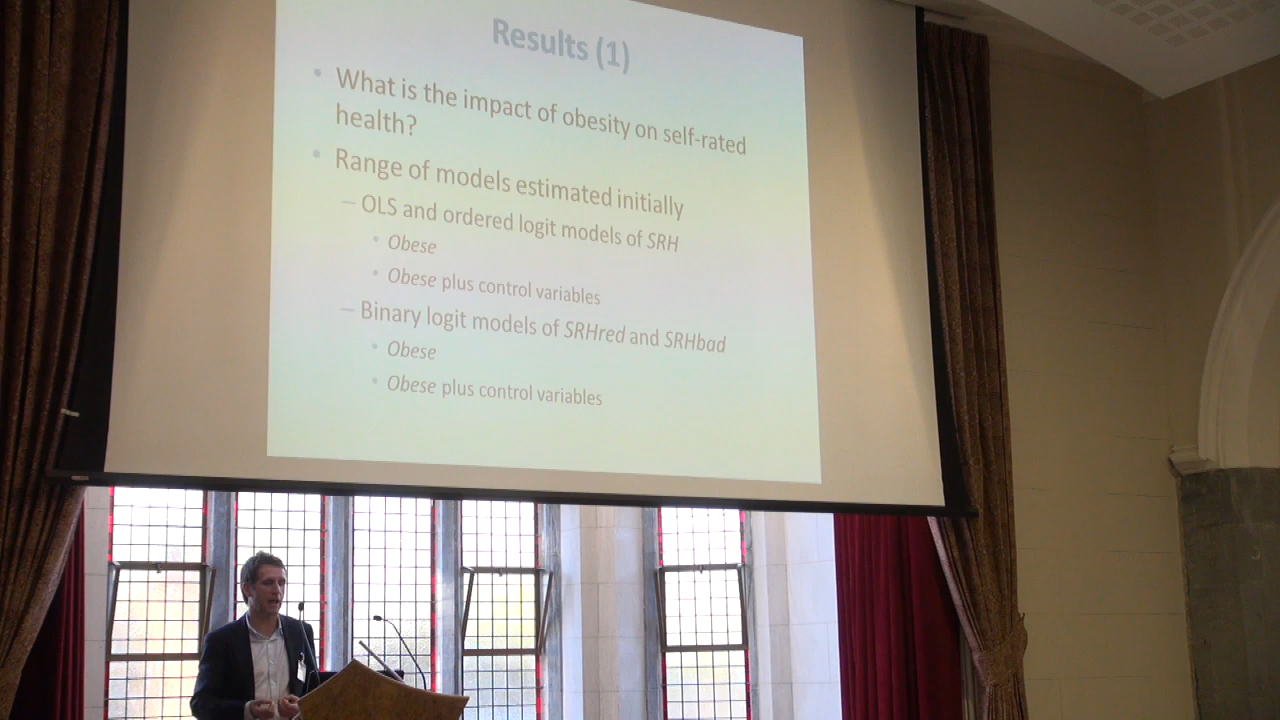 Results (1)
• What is the impact of obesity on self-rated
health?
• Range of models estimated initially
– OLS and ordered logit models of SRH
• Obese
• Obese plus control variables
– Binary logit models of SRHred and SRHbad
• Obese
• Obese plus control variables